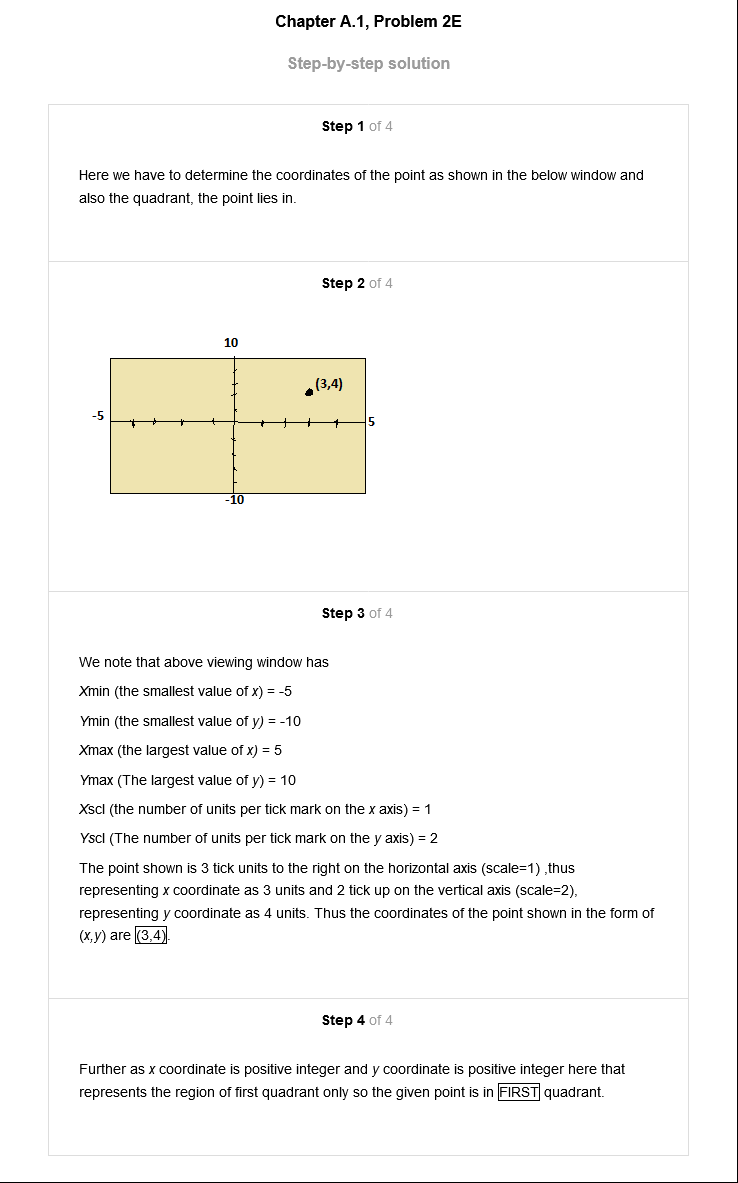 Chapter A.1, Problem 2E
Step-by-step solution
Step 1 of 4
Here we have to determine the coordinates of the point as shown in the below window and
also the quadrant, the point lies in.
Step 2 of 4
10
(3,4)
-5
5
-10
Step 3 of 4
We note that above viewing window has
Xmin (the smallest value of x) = -5
Ymin (the smallest value of y) = -10
Xmax (the largest value of x) = 5
Ymax (The largest value of y) = 10
Xscl (the number of units per tick mark on the x axis) = 1
Yscl (The number of units per tick mark on the y axis) = 2
The point shown is 3 tick units to the right on the horizontal axis (scale=1) ,thus
representing x coordinate as 3 units and 2 tick up on the vertical axis (scale=2),
representing y coordinate as 4 units. Thus the coordinates of the point shown in the form of
(x,y) are (3,4).
Step 4 of 4
Further as x coordinate is positive integer and y coordinate is positive integer here that
represents the region of first quadrant only so the given point is in FIRST quadrant.